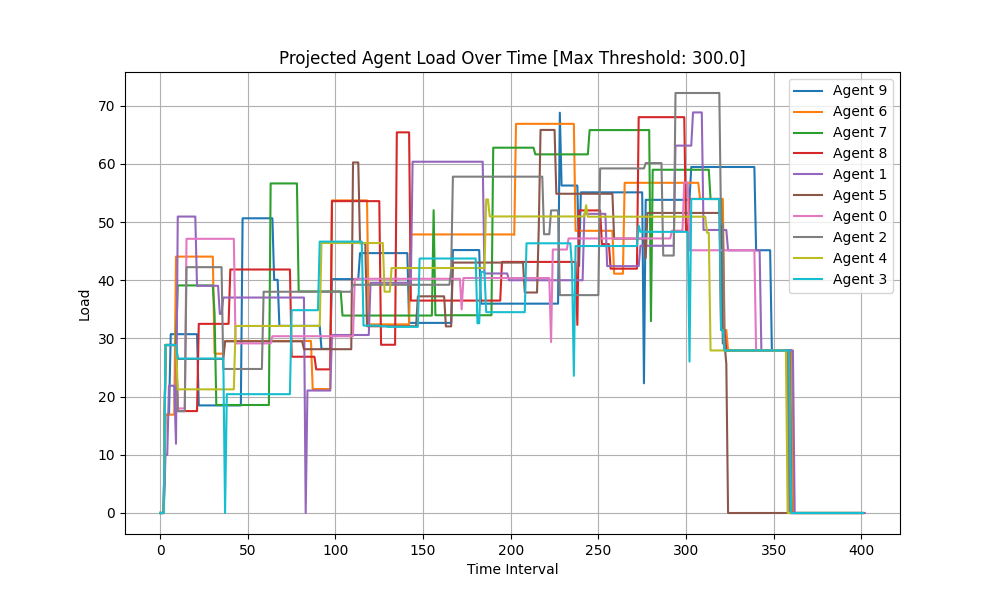 Projected Agent Load Over Time [Max Threshold: 300.0]
Load
70
60
50
40
30
20
10
0
0 50 100 150 200 250 300 350 400
Time Interval
Agent 9
Agent 6
Agent 7
Agent 8
Agent 1
Agent 5
Agent 0
Agent 2
Agent 4
Agent 3